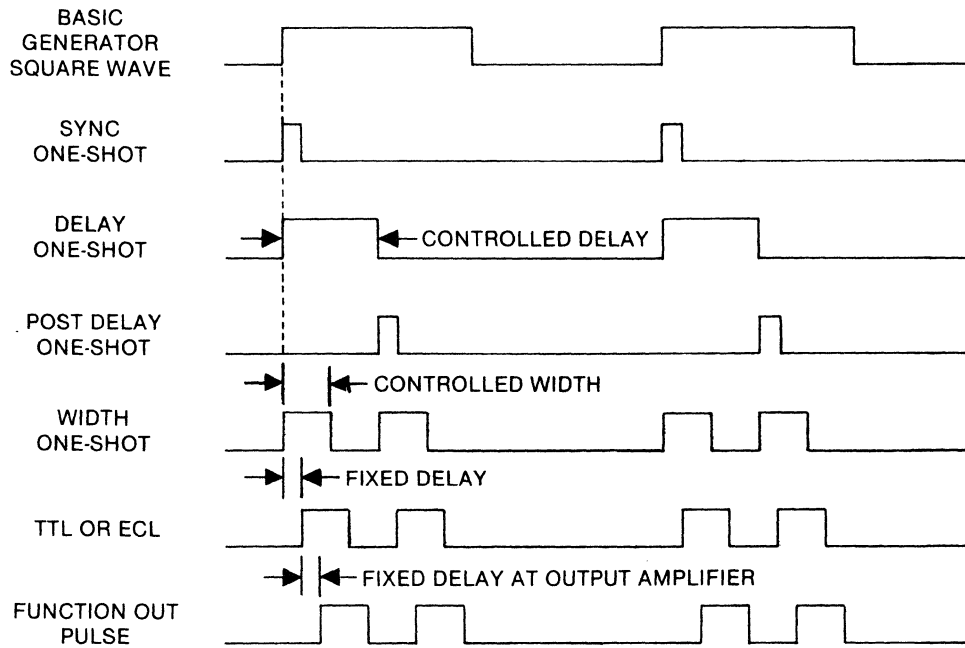 BASIC
GENERATOR
SQUARE WAVE
SYNC
ONE-SHOT
DELAY
ONE-SHOT
CONTROLLED DELAY
POST DELAY
ONE-SHOT
CONTROLLED WIDTH
WIDTH
ONE-SHOT
FIXED DELAY
TTL OR ECL
FIXED DELAY AT OUTPUT AMPLIFIER
FUNCTION OUT
PULSE